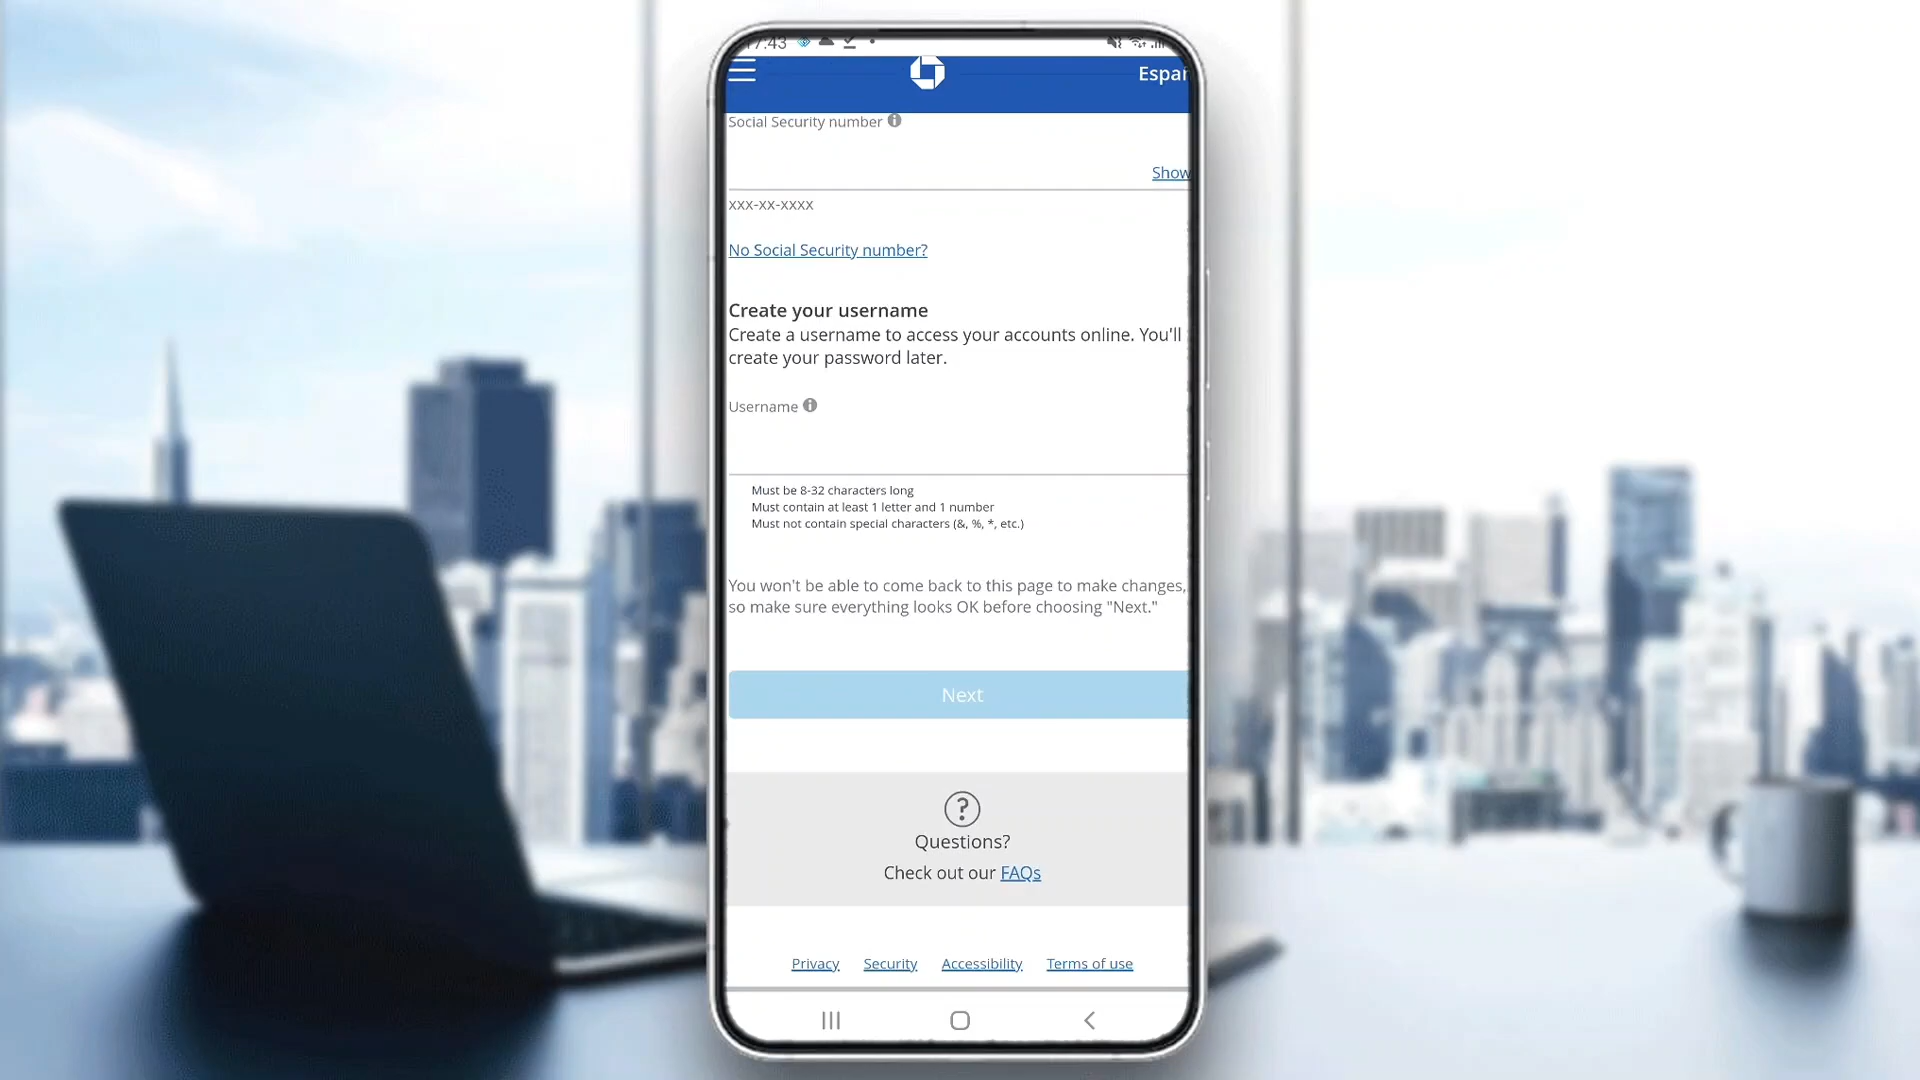 7:43
Españ
Social Security number
Show
xxx-xx-xxxx
No Social Security number?
Create your username
Create a username to access your accounts online. You'll
create your password later.
Username
Must be 8-32 characters long
Must contain at least 1 letter and 1 number
Must not contain special characters (&, %, *, etc.)
You won't be able to come back to this page to make changes,
so make sure everything looks OK before choosing "Next."
Next
Questions?
Check out our FAQs
Privacy Security Accessibility Terms of use